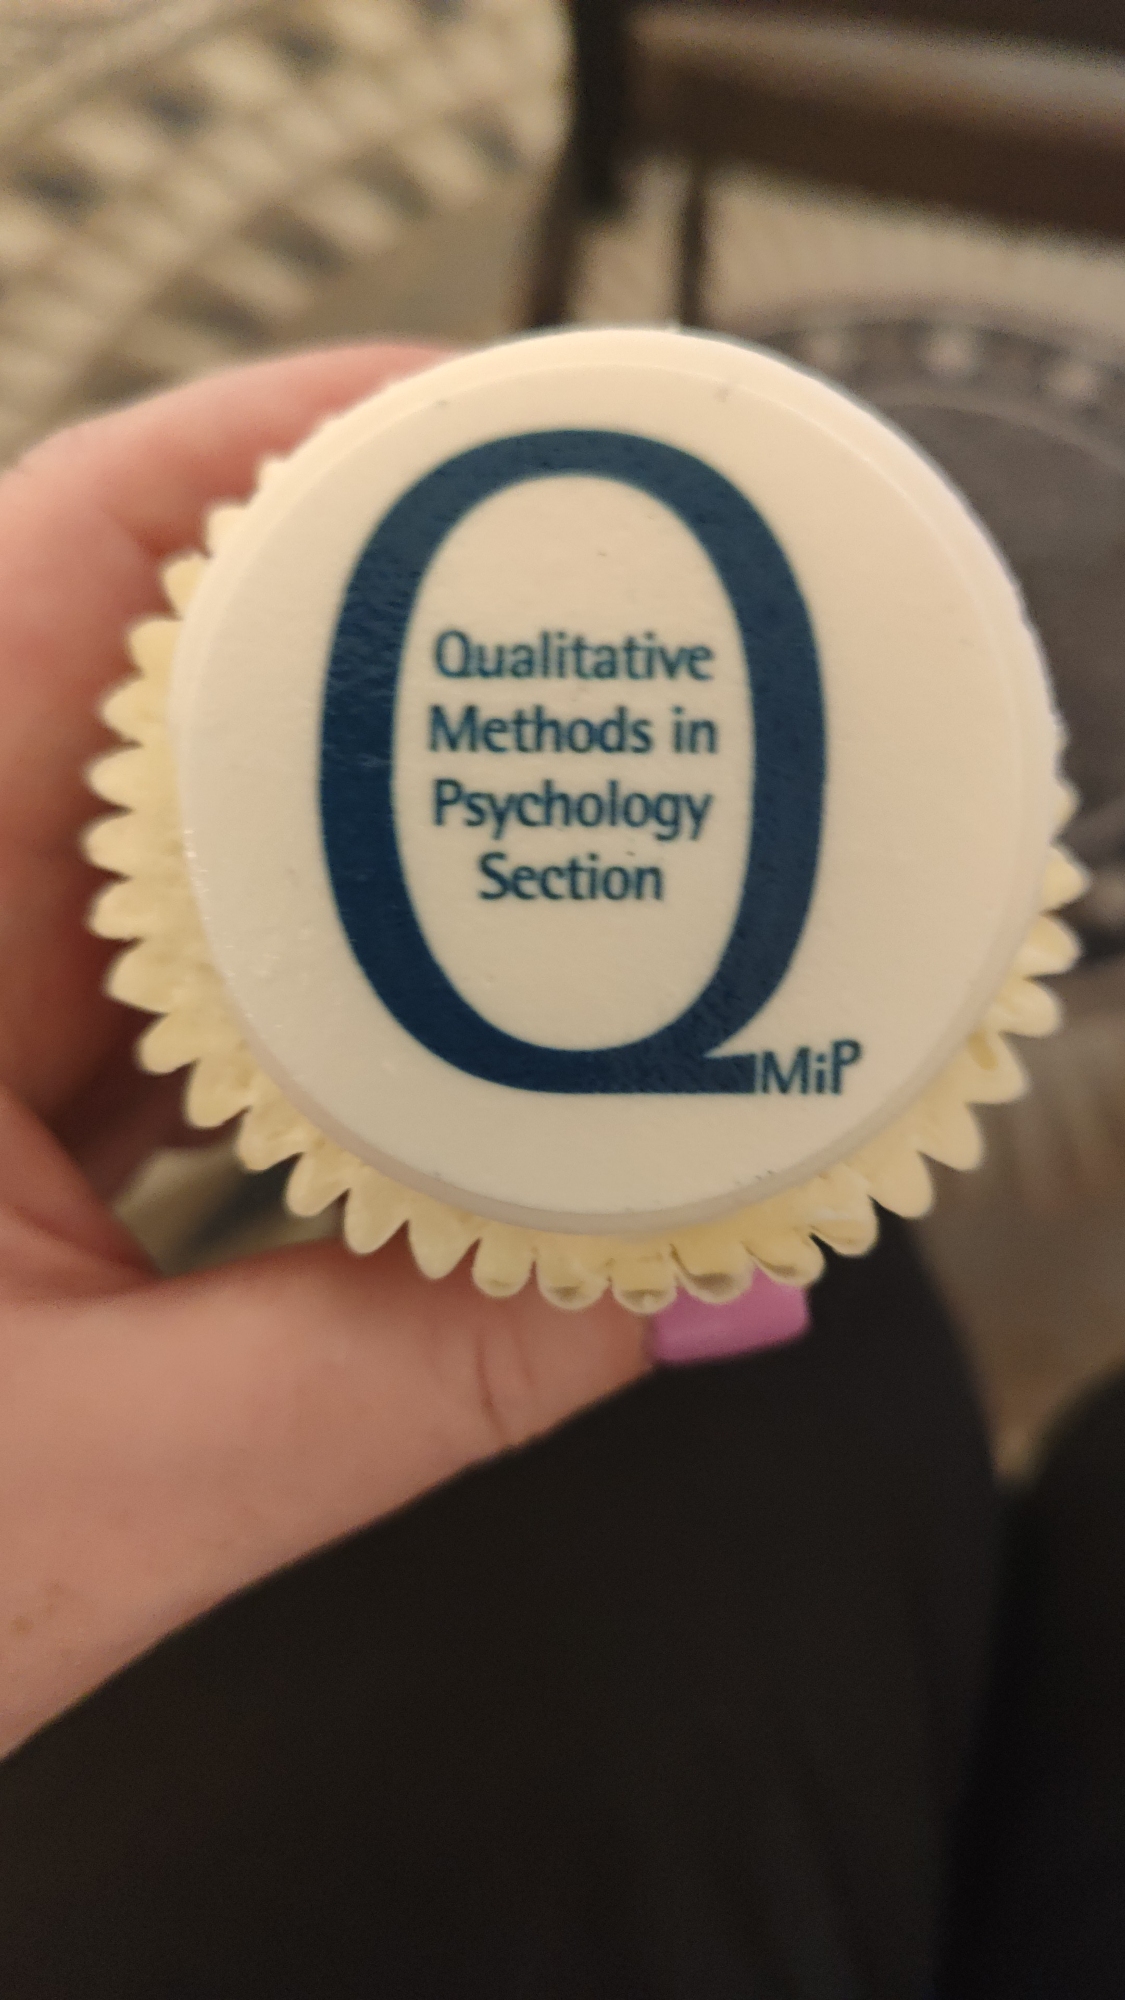 Q
Qualitative
Methods in
Psychology
Section
MiP